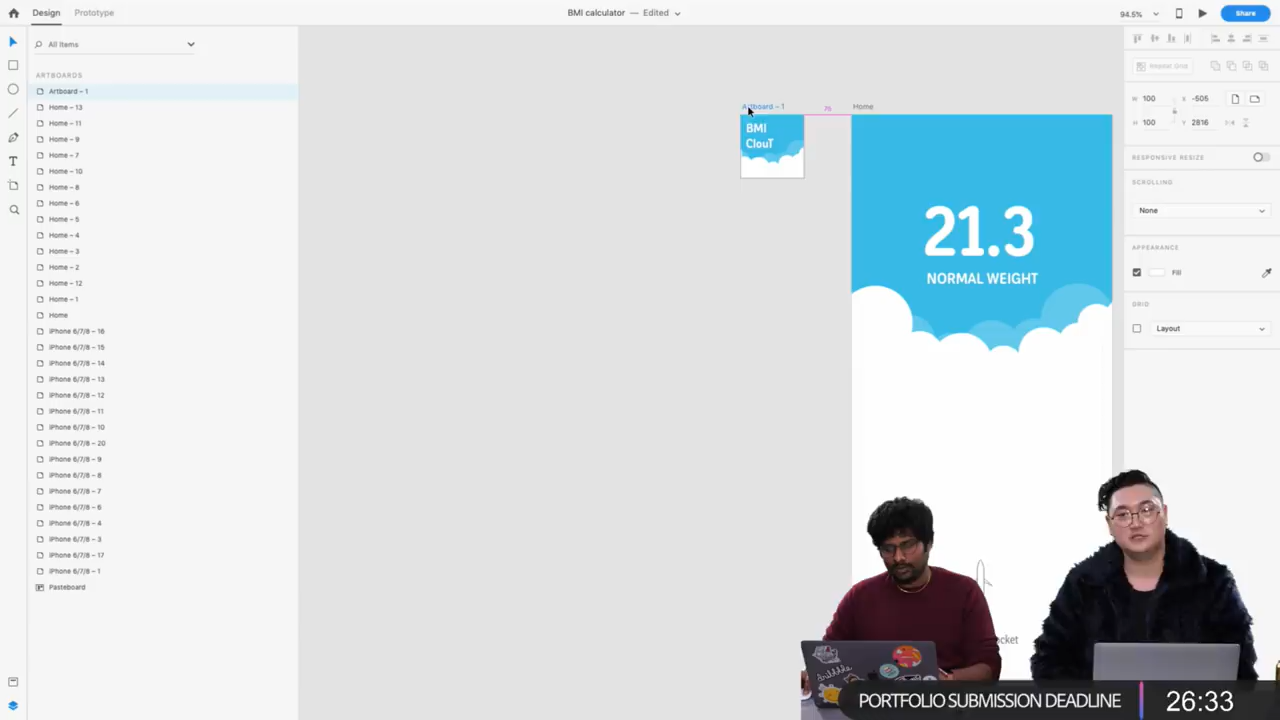 Design
Prototype
BMI calculator — Edited
94.5%
Share
All Items
ARTBOARDS
Artboard – 1
Home – 13
Home – 11
Home – 9
Home – 7
Home – 10
Home – 8
Home – 6
Home – 5
Home – 4
Home – 3
Home – 2
Home – 12
Home – 1
Home
iPhone 6/7/8 – 16
iPhone 6/7/8 – 15
iPhone 6/7/8 – 14
iPhone 6/7/8 – 13
iPhone 6/7/8 – 12
iPhone 6/7/8 – 11
iPhone 6/7/8 – 10
iPhone 6/7/8 – 20
iPhone 6/7/8 – 9
iPhone 6/7/8 – 8
iPhone 6/7/8 – 7
iPhone 6/7/8 – 6
iPhone 6/7/8 – 4
iPhone 6/7/8 – 3
iPhone 6/7/8 – 17
iPhone 6/7/8 – 1
Pasteboard
Artboard – 1
76
Home
BMI
ClouT
21.3
NORMAL WEIGHT
Repeat Grid
W 100 X -505
H 100 Y 2816
RESPONSIVE RESIZE
SCROLLING
None
APPEARANCE
Fill
GRID
Layout
PORTFOLIO SUBMISSION DEADLINE
26:33